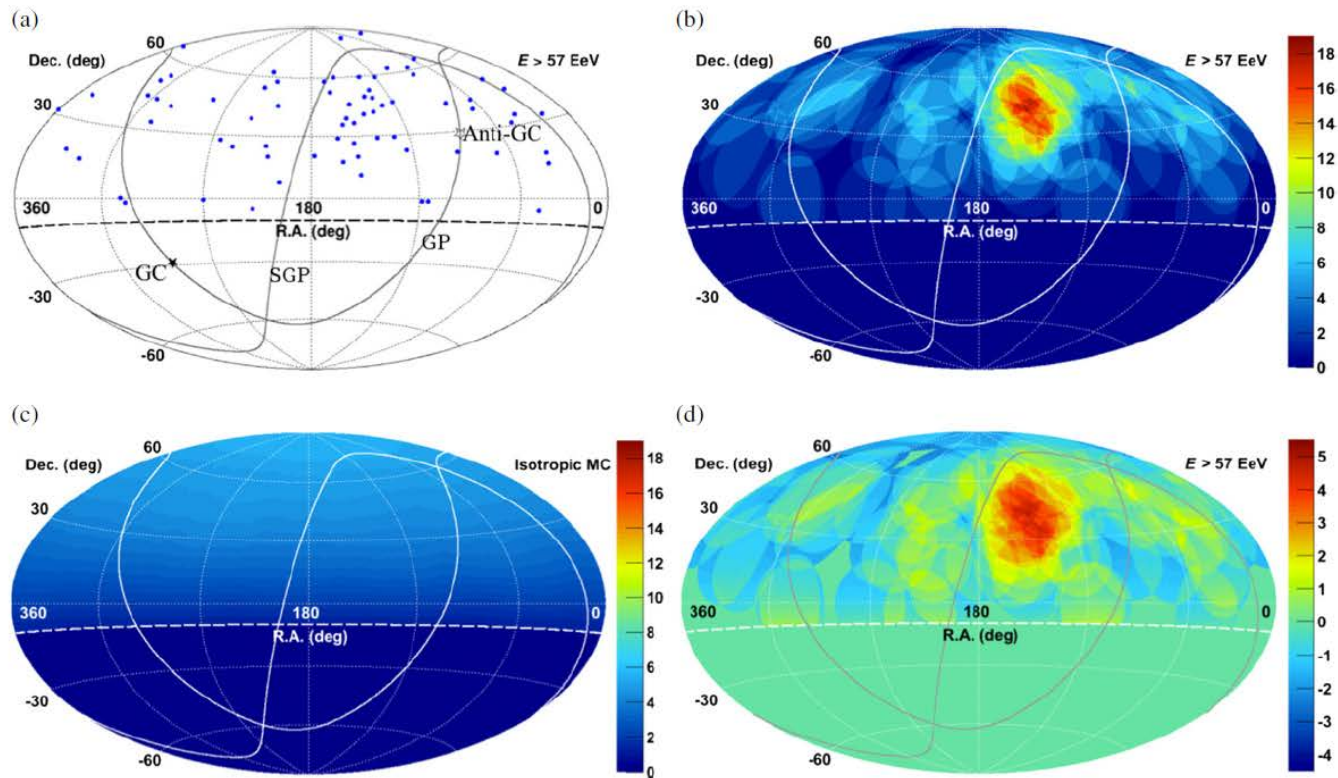 (a)
Dec. (deg)
60
30
E > 57 EeV
Anti-GC
360
180
0
R.A. (deg)
GP
GC
SGP
-30
-60
(b)
Dec. (deg)
60
30
E > 57 EeV
360
180
0
R.A. (deg)
-30
-60
18
16
14
12
10
8
6
4
2
0
(c)
Dec. (deg)
60
30
Isotropic MC
360
180
0
R.A. (deg)
-30
-60
18
16
14
12
10
8
6
4
2
0
(d)
Dec. (deg)
60
30
E > 57 EeV
360
180
0
R.A. (deg)
-30
-60
5
4
3
2
1
0
-1
-2
-3
-4